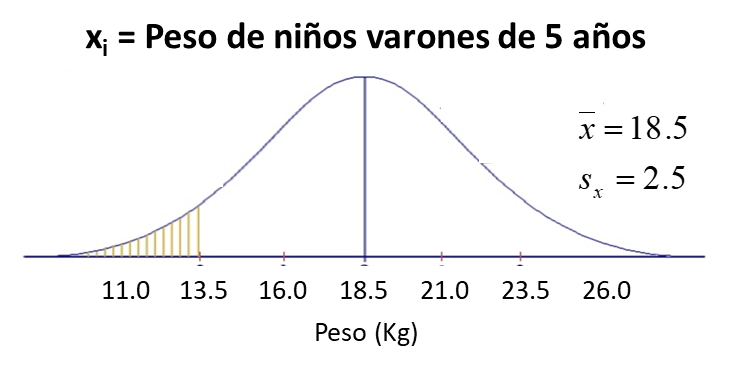 xᵢ = Peso de niños varones de 5 años
x̅ = 18.5
sₓ = 2.5
11.0 13.5 16.0 18.5 21.0 23.5 26.0
Peso (Kg)